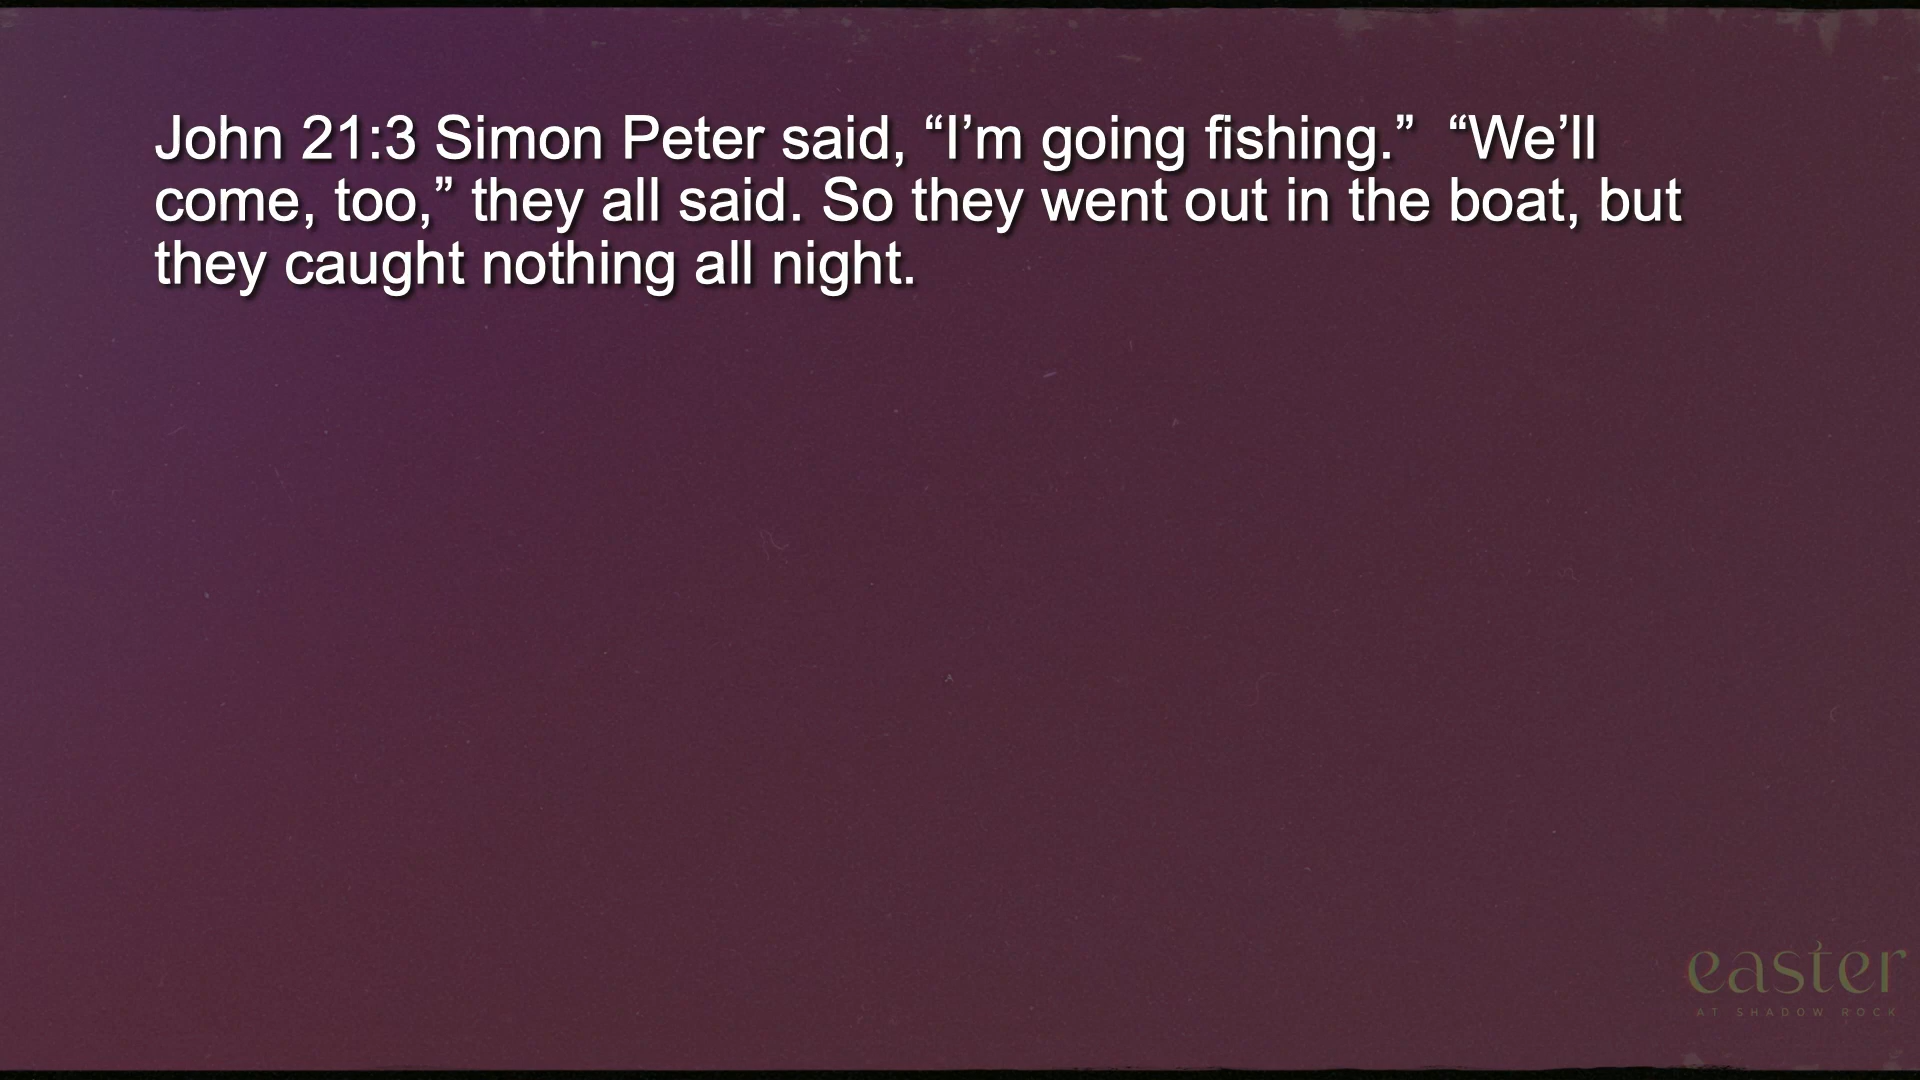 John 21:3 Simon Peter said, “I’m going fishing.”  “We’ll
come, too,” they all said. So they went out in the boat, but
they caught nothing all night.
easter
AT SHADOW ROCK